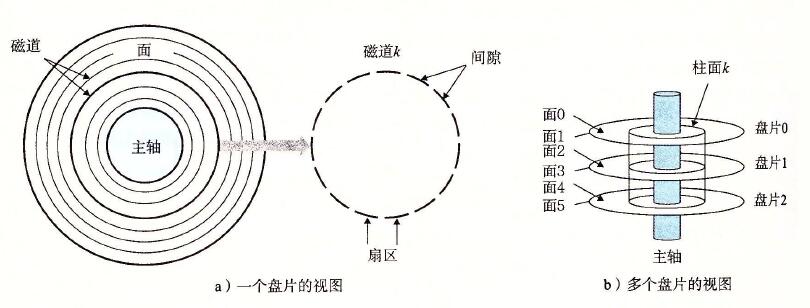 磁道
面
主轴
磁道k
间隙
扇区
a）一个盘片的视图
柱面k
面0
面1
面2
面3
面4
面5
盘片0
盘片1
盘片2
主轴
b）多个盘片的视图